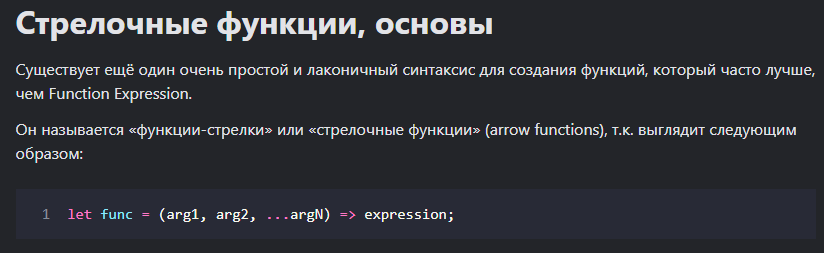 Стрелочные функции, основы
Существует ещё один очень простой и лаконичный синтаксис для создания функций, который часто лучше,
чем Function Expression.
Он называется «функции-стрелки» или «стрелочные функции» (arrow functions), т.к. выглядит следующим
образом:
1 let func = (arg1, arg2, ...argN) => expression;